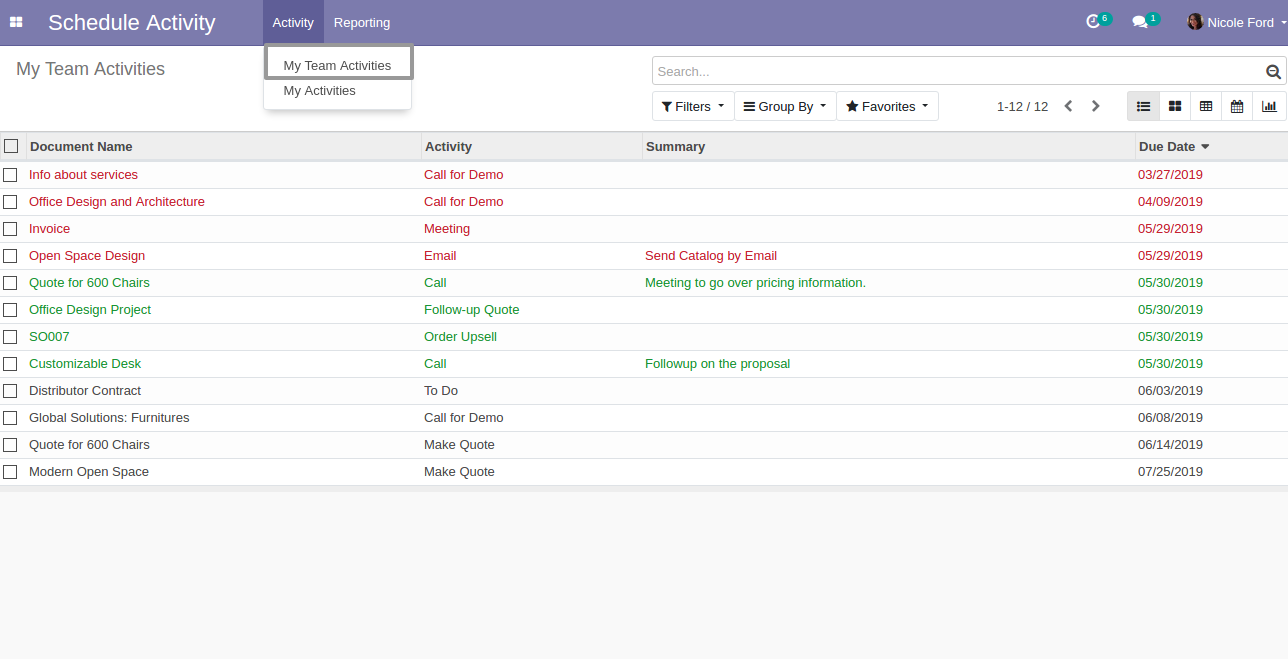 Schedule Activity Activity Reporting 6 1 Nicole Ford
My Team Activities
My Team Activities
My Activities
Search...
Filters Group By Favorites 1-12 / 12
Document Name Activity Summary Due Date
Info about services Call for Demo 03/27/2019
Office Design and Architecture Call for Demo 04/09/2019
Invoice Meeting 05/29/2019
Open Space Design Email Send Catalog by Email 05/29/2019
Quote for 600 Chairs Call Meeting to go over pricing information. 05/30/2019
Office Design Project Follow-up Quote 05/30/2019
SO007 Order Upsell 05/30/2019
Customizable Desk Call Followup on the proposal 05/30/2019
Distributor Contract To Do 06/03/2019
Global Solutions: Furnitures Call for Demo 06/08/2019
Quote for 600 Chairs Make Quote 06/14/2019
Modern Open Space Make Quote 07/25/2019